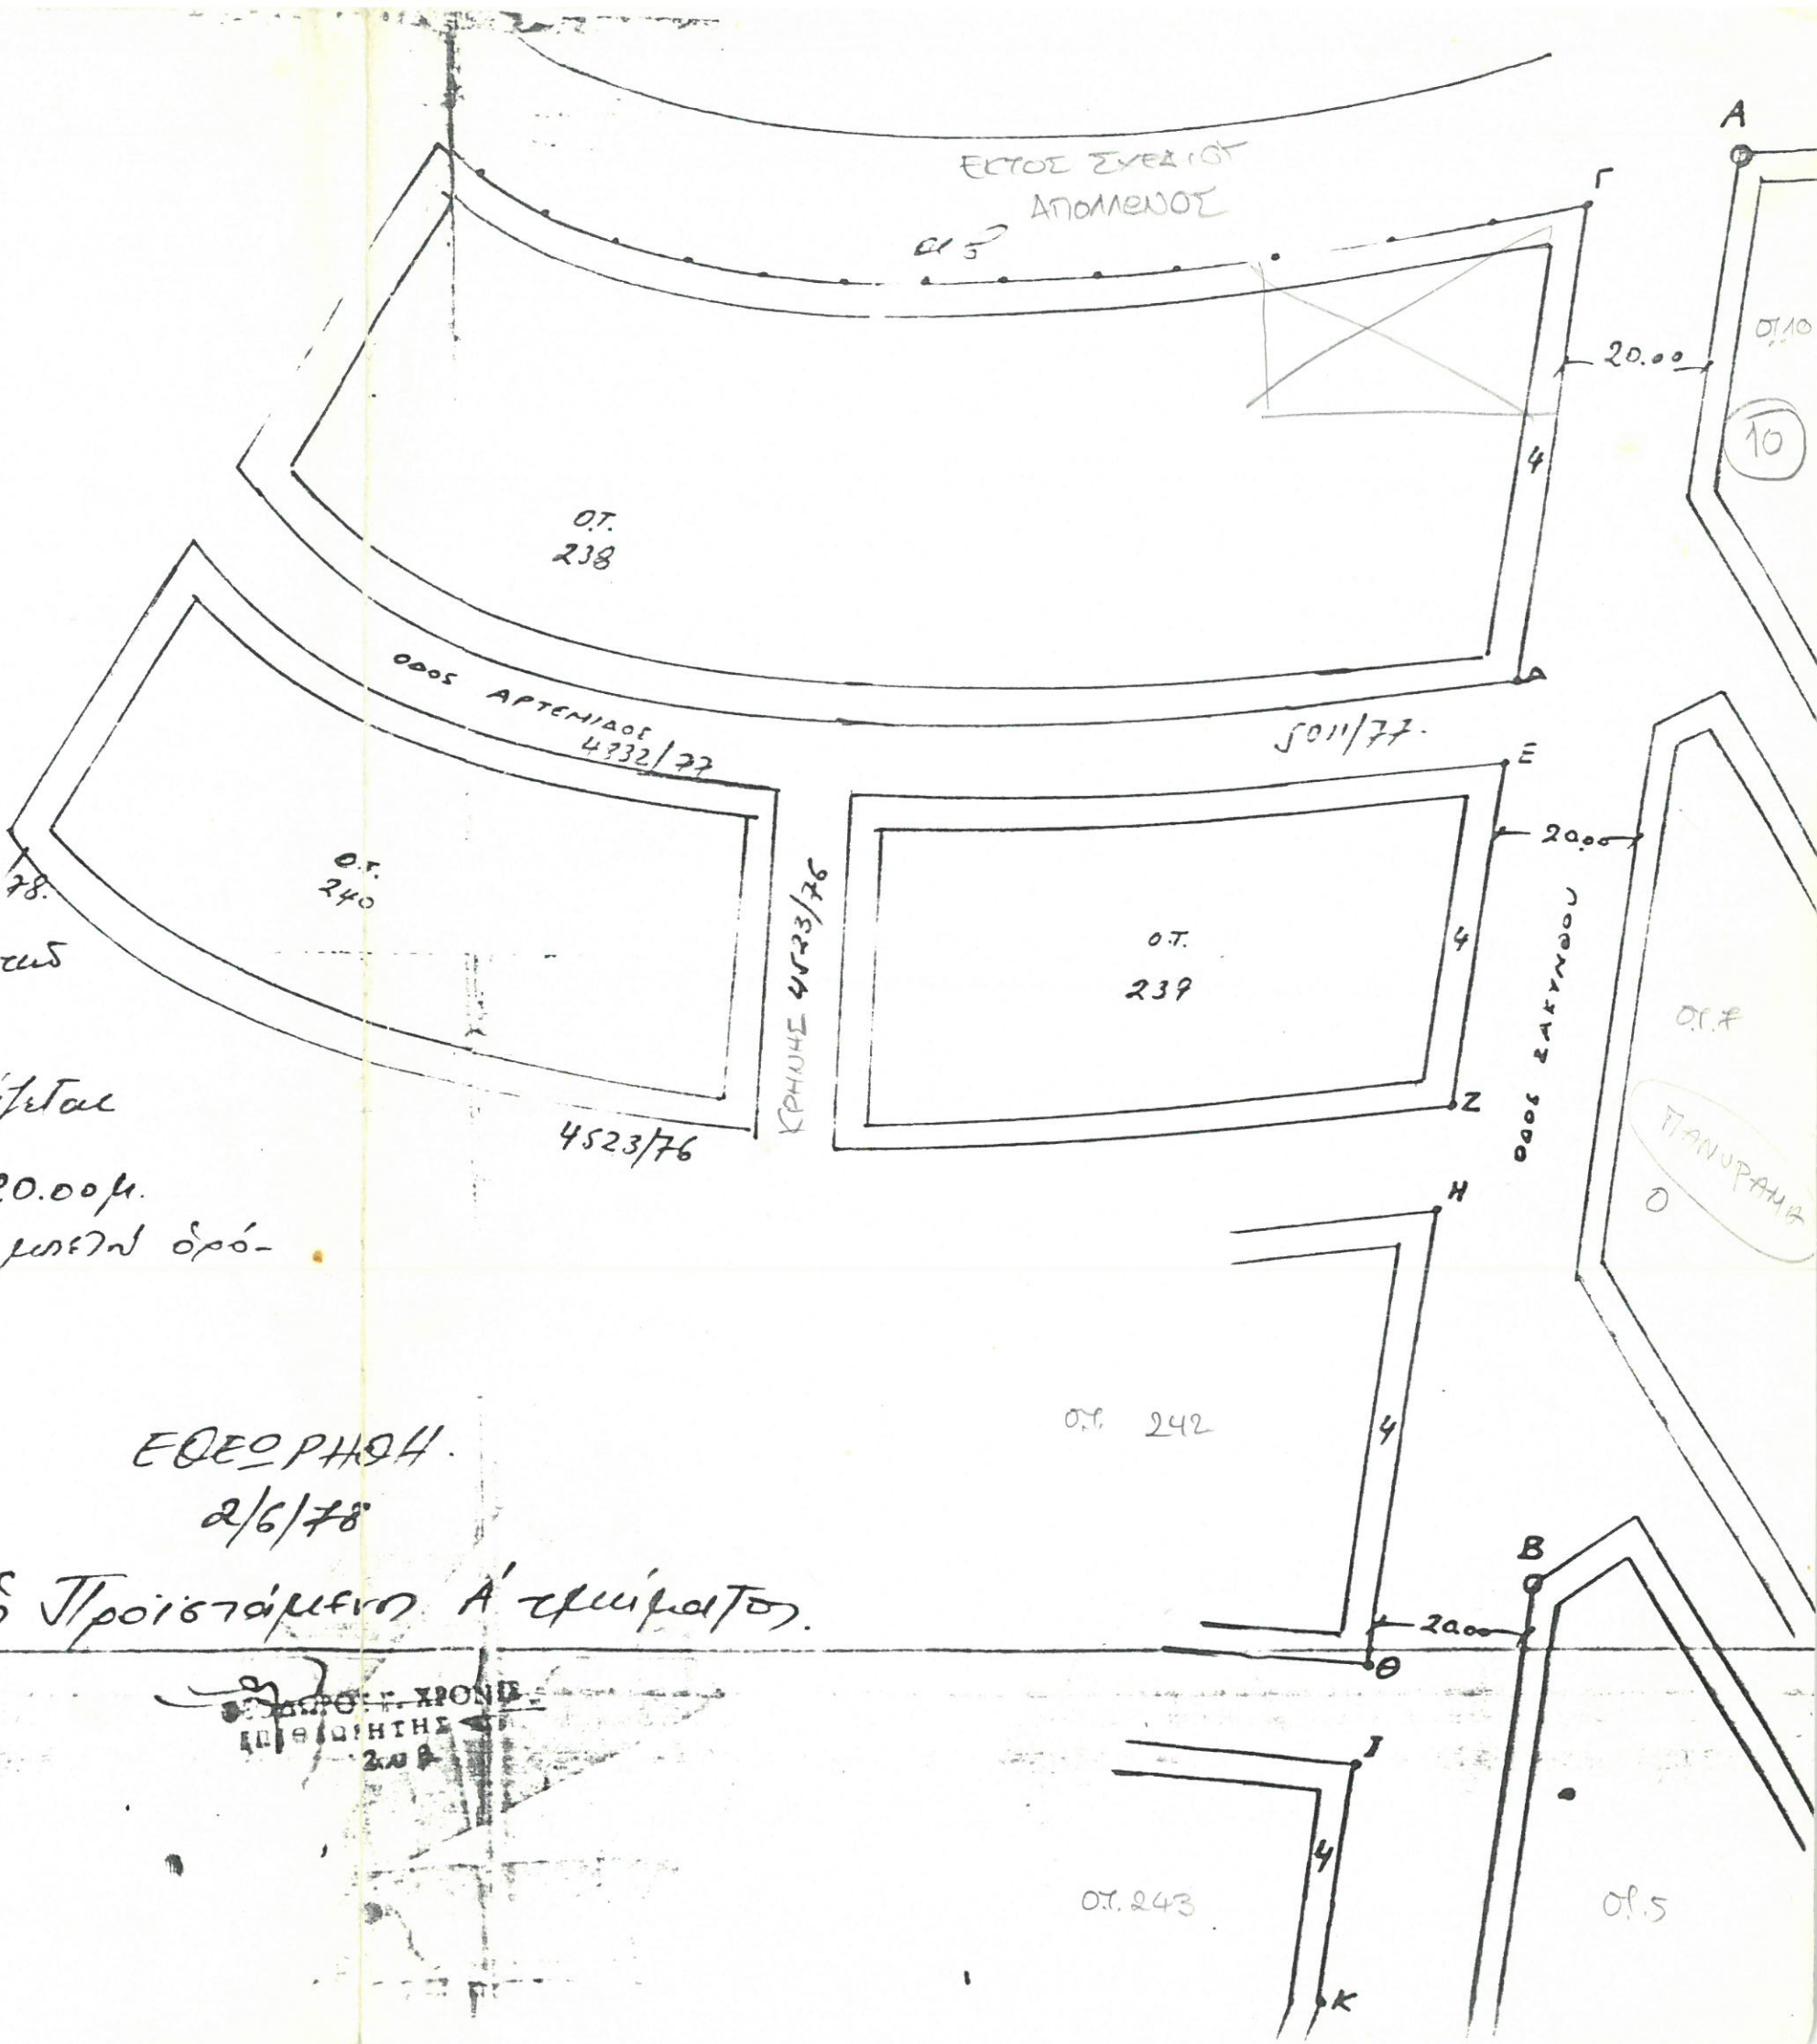 Α
ΕΚΤΟΣ ΣΧΕΔΙΟΥ
ΑΠΟΛΛΩΝΟΣ
Γ
Ο.Τ.10
20.00
10
4
Ο.Τ.
238
Δ
ΟΔΟΣ ΑΡΤΕΜΙΔΟΣ
4332/77
5011/77.
Ε
20.00
Ο.Τ.
240
78.
ΚΡΗΝΗΣ 4523/76
Ο.Τ.
239
4
ΟΔΟΣ ΖΑΚΥΝΘΟΥ
Ο.Τ.7
Ζ
4523/76
20.00μ.
Η
Ο.Τ. 242
4
ΕΘΕΩΡΗΘΗ.
2/6/78
Β
Προϊστάμενος Α' τμήματος
20.00
Θ
Ι
4
Ο.Τ. 243
Ο.Τ.5
Κ